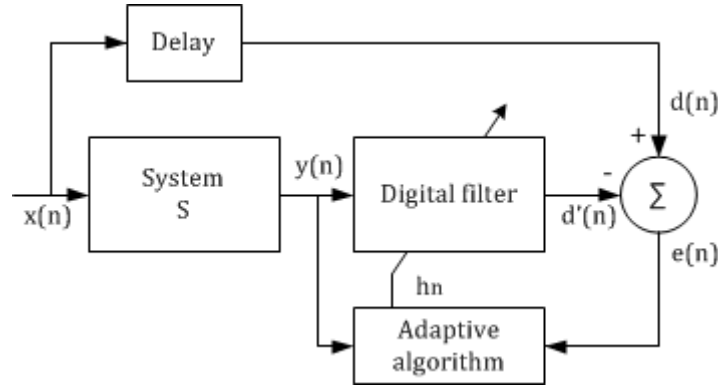 Delay
d(n)
+
System
S
y(n)
Digital filter
-
Σ
x(n)
d'(n)
e(n)
hn
Adaptive
algorithm